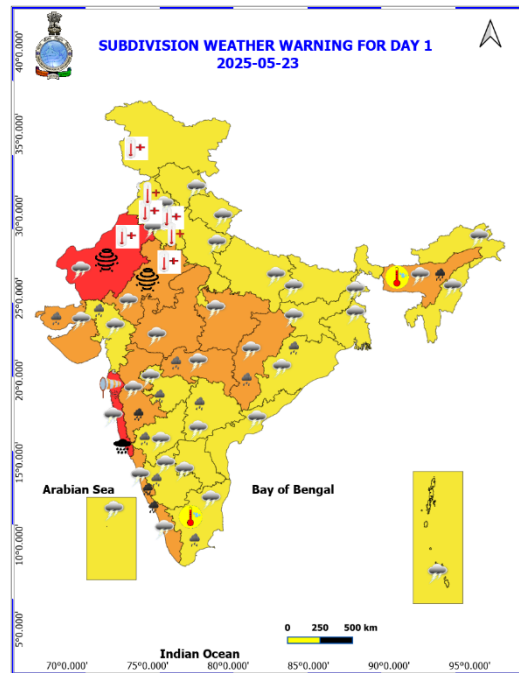 SUBDIVISION WEATHER WARNING FOR DAY 1
2025-05-23
40°0.000'
35°0.000'
30°0.000'
25°0.000'
20°0.000'
15°0.000'
10°0.000'
5°0.000'
Arabian Sea
Bay of Bengal
0 250 500 km
Indian Ocean
70°0.000' 75°0.000' 80°0.000' 85°0.000' 90°0.000' 95°0.000'